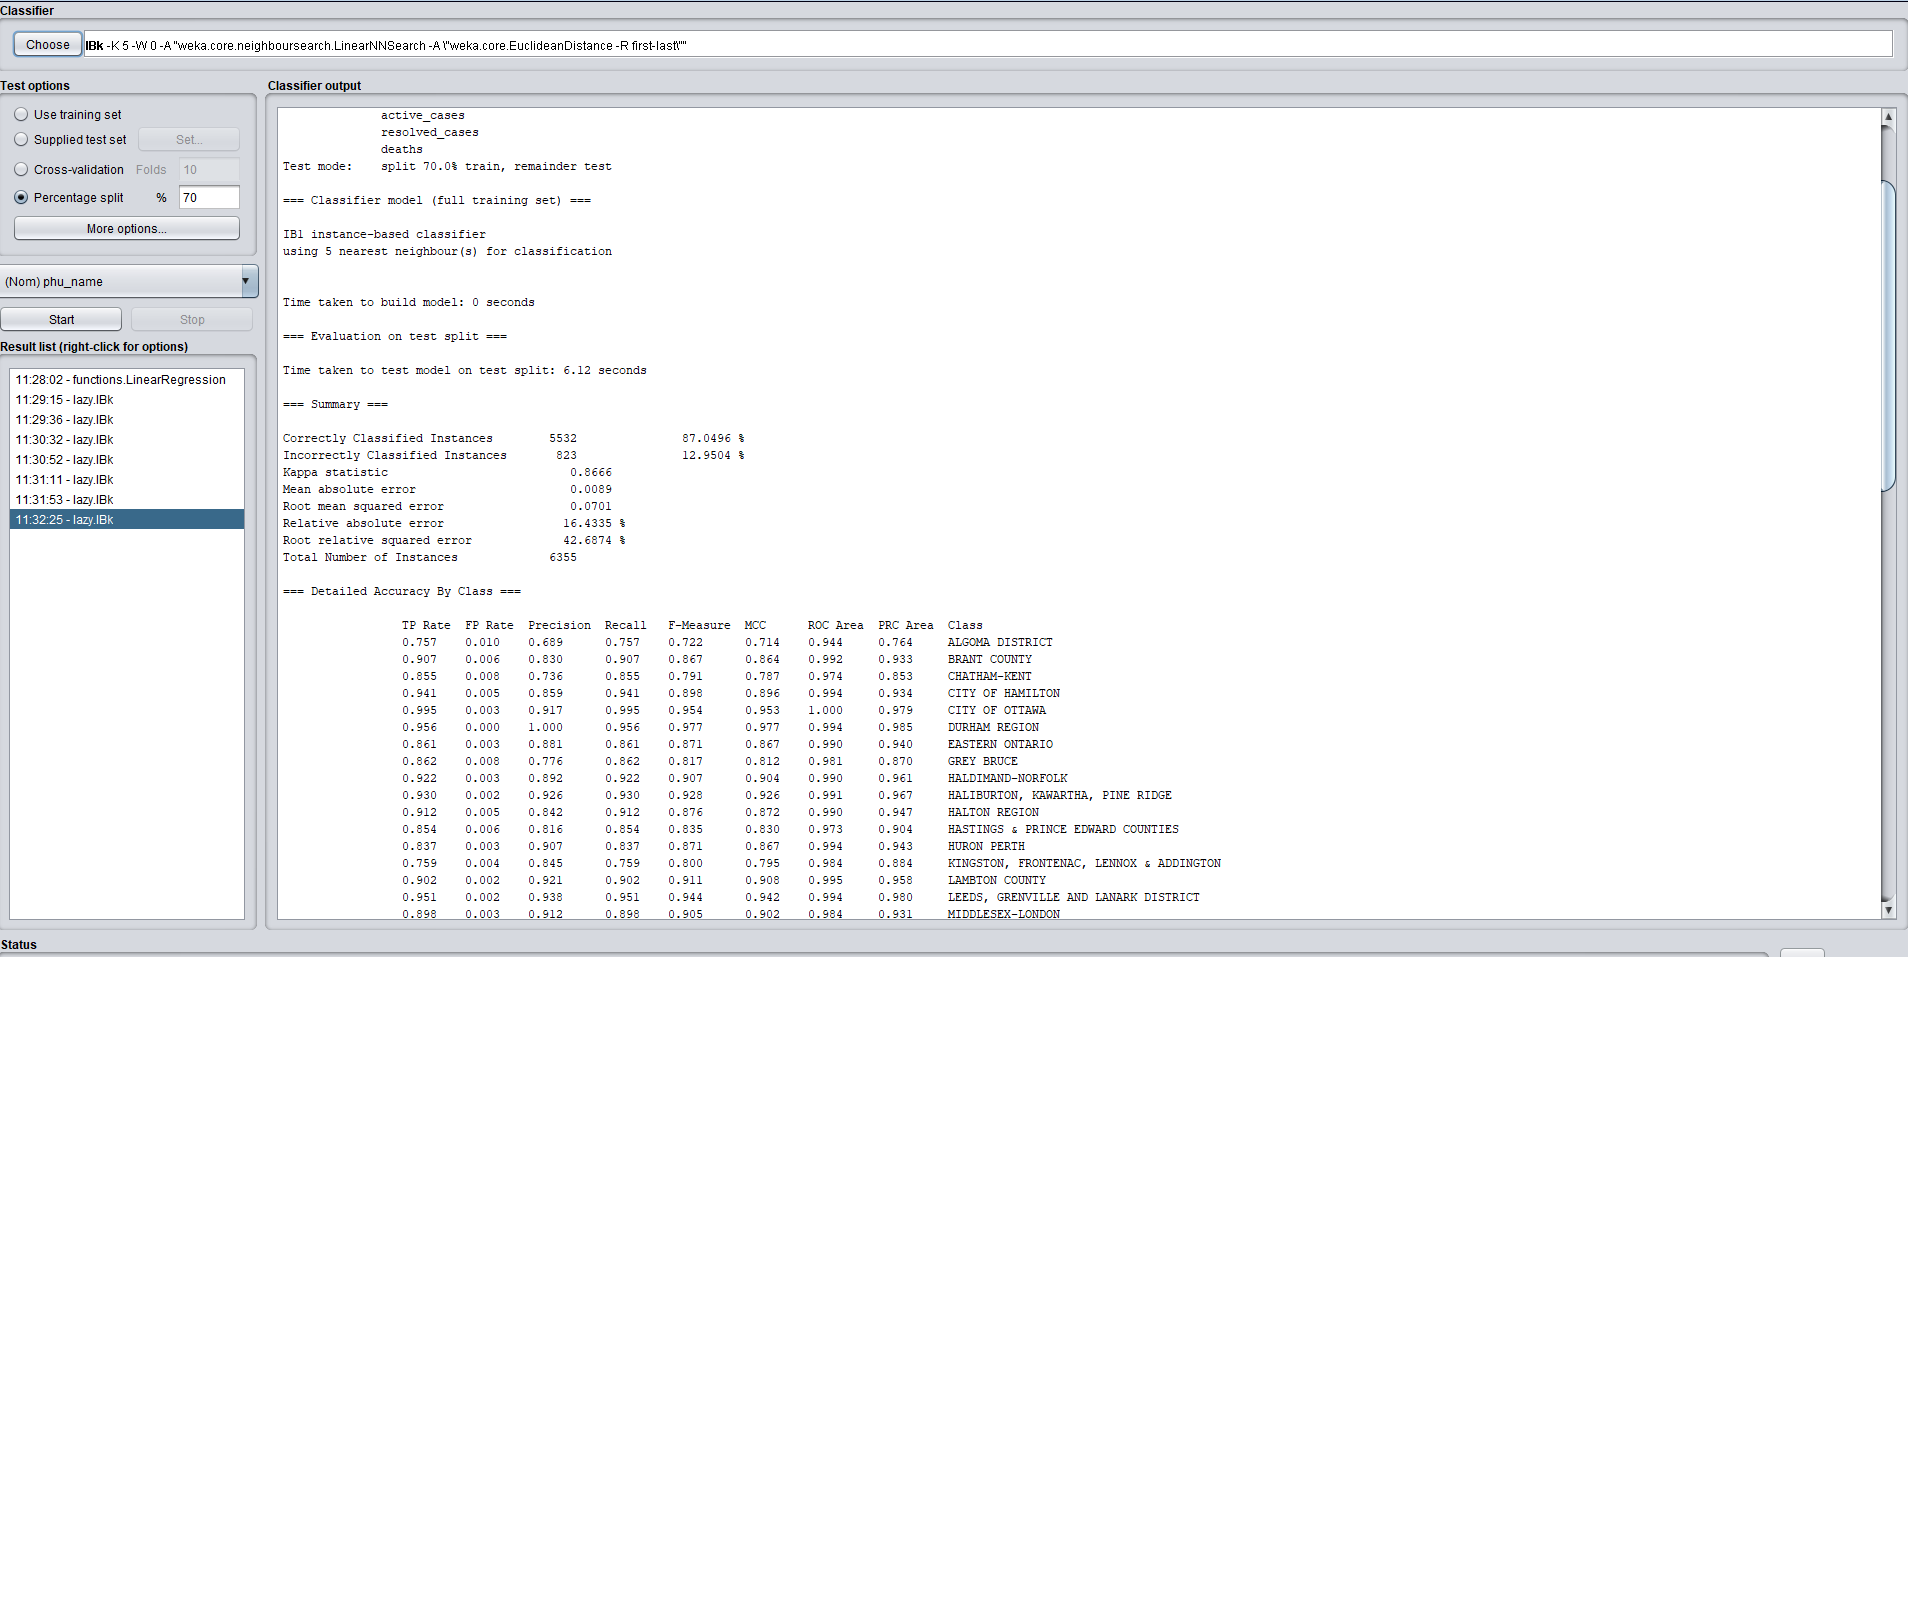 Classifier
Choose IBk -K 5 -W 0 -A "weka.core.neighboursearch.LinearNNSearch -A \"weka.core.EuclideanDistance -R first-last\""
Test options
Use training set
Supplied test set Set...
Cross-validation Folds 10
Percentage split % 70
More options...
(Nom) phu_name
Start Stop
Result list (right-click for options)
11:28:02 - functions.LinearRegression
11:29:15 - lazy.IBk
11:29:36 - lazy.IBk
11:30:32 - lazy.IBk
11:30:52 - lazy.IBk
11:31:11 - lazy.IBk
11:31:53 - lazy.IBk
11:32:25 - lazy.IBk
Classifier output
active_cases
resolved_cases
deaths
Test mode: split 70.0% train, remainder test
=== Classifier model (full training set) ===
IB1 instance-based classifier
using 5 nearest neighbour(s) for classification
Time taken to build model: 0 seconds
=== Evaluation on test split ===
Time taken to test model on test split: 6.12 seconds
=== Summary ===
Correctly Classified Instances 5532 87.0496 %
Incorrectly Classified Instances 823 12.9504 %
Kappa statistic 0.8666
Mean absolute error 0.0089
Root mean squared error 0.0701
Relative absolute error 16.4335 %
Root relative squared error 42.6874 %
Total Number of Instances 6355
=== Detailed Accuracy By Class ===
TP Rate FP Rate Precision Recall F-Measure MCC ROC Area PRC Area Class
0.757 0.010 0.689 0.757 0.722 0.714 0.944 0.764 ALGOMA DISTRICT
0.907 0.006 0.830 0.907 0.867 0.864 0.992 0.933 BRANT COUNTY
0.855 0.008 0.736 0.855 0.791 0.787 0.974 0.853 CHATHAM-KENT
0.941 0.005 0.859 0.941 0.898 0.896 0.994 0.934 CITY OF HAMILTON
0.995 0.003 0.917 0.995 0.954 0.953 1.000 0.979 CITY OF OTTAWA
0.956 0.000 1.000 0.956 0.977 0.977 0.994 0.985 DURHAM REGION
0.861 0.003 0.881 0.861 0.871 0.867 0.990 0.940 EASTERN ONTARIO
0.862 0.008 0.776 0.862 0.817 0.812 0.981 0.870 GREY BRUCE
0.922 0.003 0.892 0.922 0.907 0.904 0.990 0.961 HALDIMAND-NORFOLK
0.930 0.002 0.926 0.930 0.928 0.926 0.991 0.967 HALIBURTON, KAWARTHA, PINE RIDGE
0.912 0.005 0.842 0.912 0.876 0.872 0.990 0.947 HALTON REGION
0.854 0.006 0.816 0.854 0.835 0.830 0.973 0.904 HASTINGS & PRINCE EDWARD COUNTIES
0.837 0.003 0.907 0.837 0.871 0.867 0.994 0.943 HURON PERTH
0.759 0.004 0.845 0.759 0.800 0.795 0.984 0.884 KINGSTON, FRONTENAC, LENNOX & ADDINGTON
0.902 0.002 0.921 0.902 0.911 0.908 0.995 0.958 LAMBTON COUNTY
0.951 0.002 0.938 0.951 0.944 0.942 0.994 0.980 LEEDS, GRENVILLE AND LANARK DISTRICT
0.898 0.003 0.912 0.898 0.905 0.902 0.984 0.931 MIDDLESEX-LONDON
Status